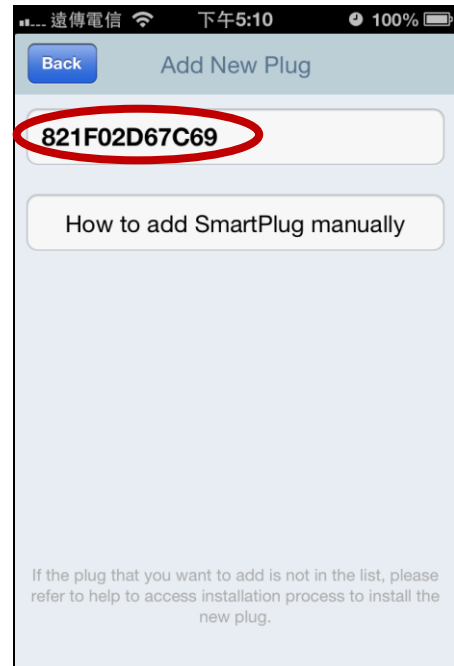 遠傳電信 下午5:10 100%
Back Add New Plug
821F02D67C69
How to add SmartPlug manually
If the plug that you want to add is not in the list, please
refer to help to access installation process to install the
new plug.